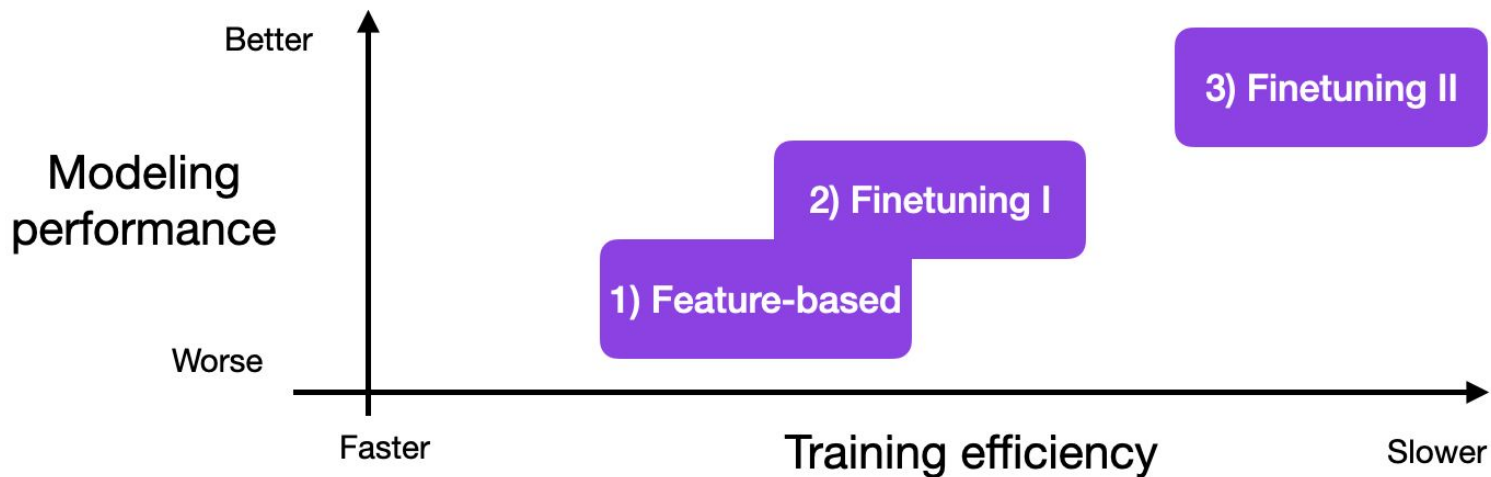 Better
3) Finetuning II
Modeling
performance
2) Finetuning I
1) Feature-based
Worse
Faster
Training efficiency
Slower